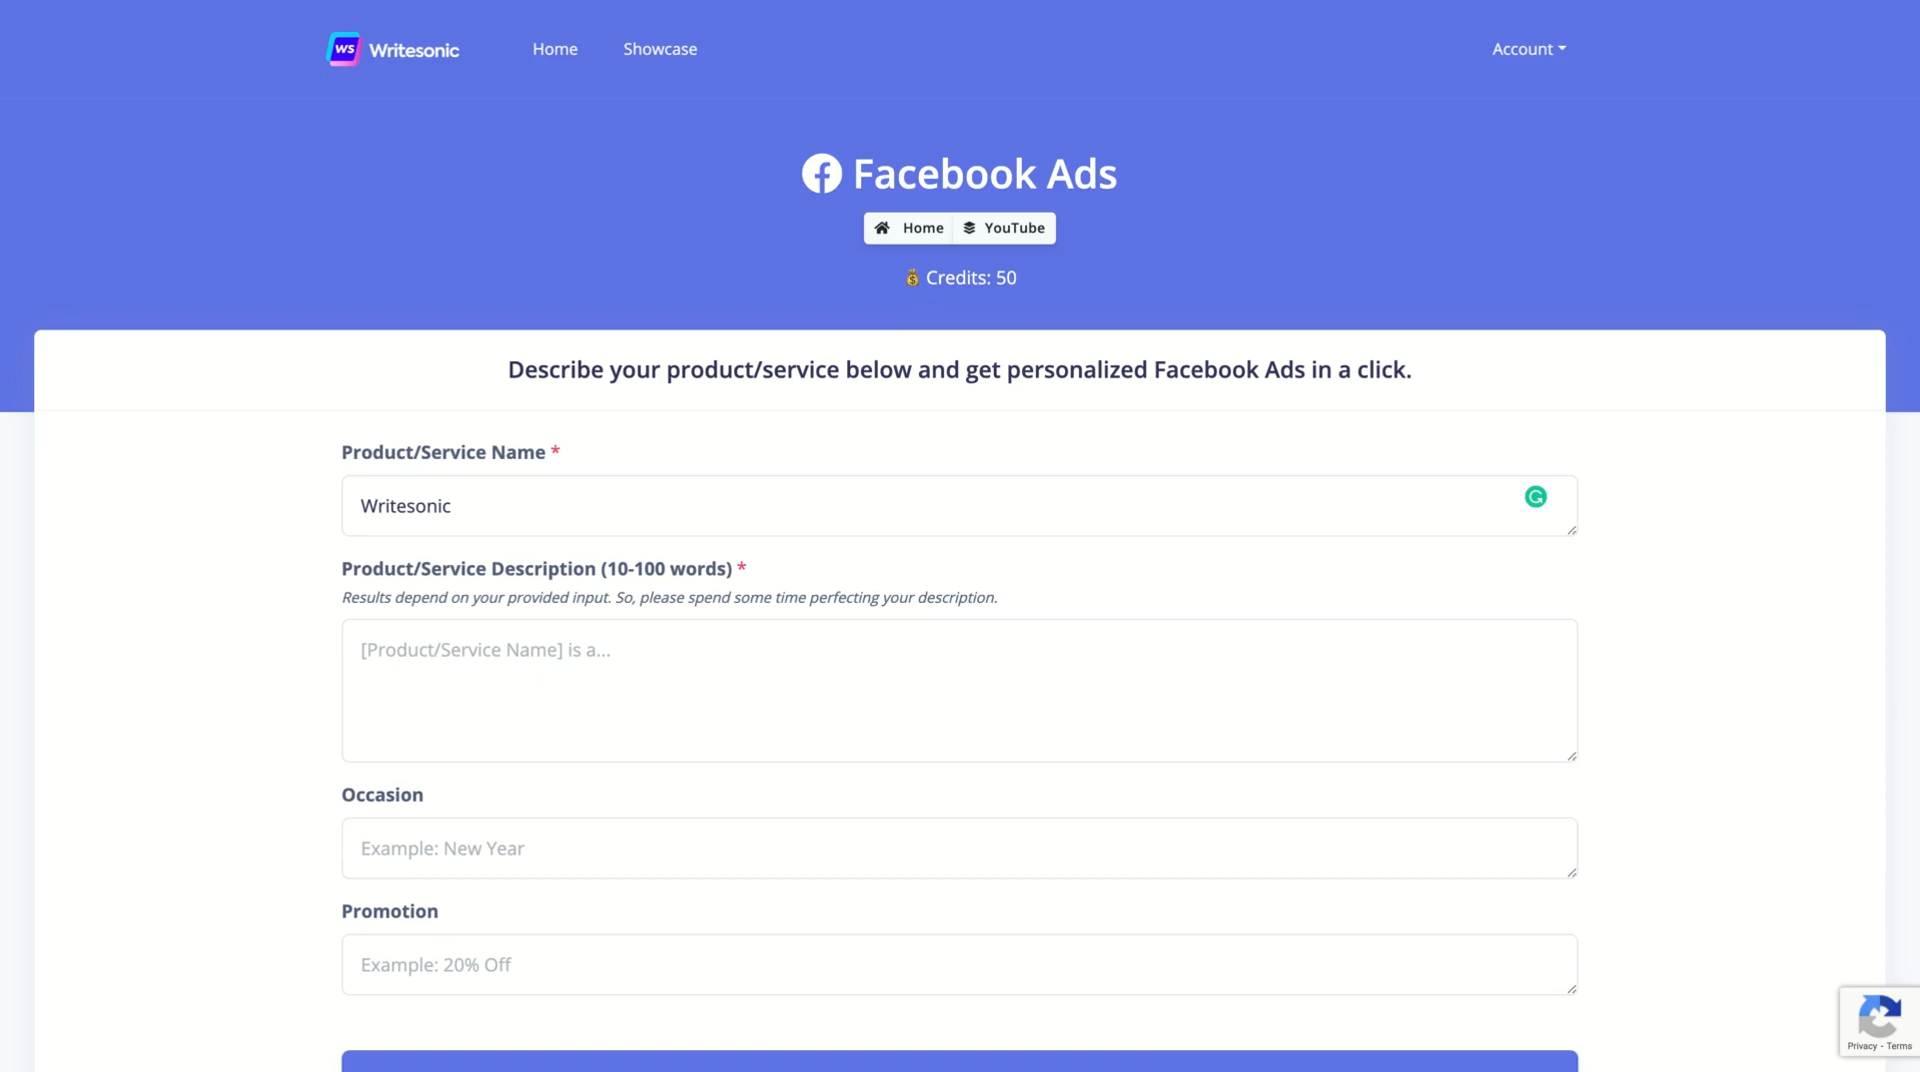 WS Writesonic Home Showcase Account
Facebook Ads
Home YouTube
Credits: 50
Describe your product/service below and get personalized Facebook Ads in a click.
Product/Service Name *
Writesonic
Product/Service Description (10-100 words) *
Results depend on your provided input. So, please spend some time perfecting your description.
[Product/Service Name] is a...
Occasion
Example: New Year
Promotion
Example: 20% Off
Privacy - Terms